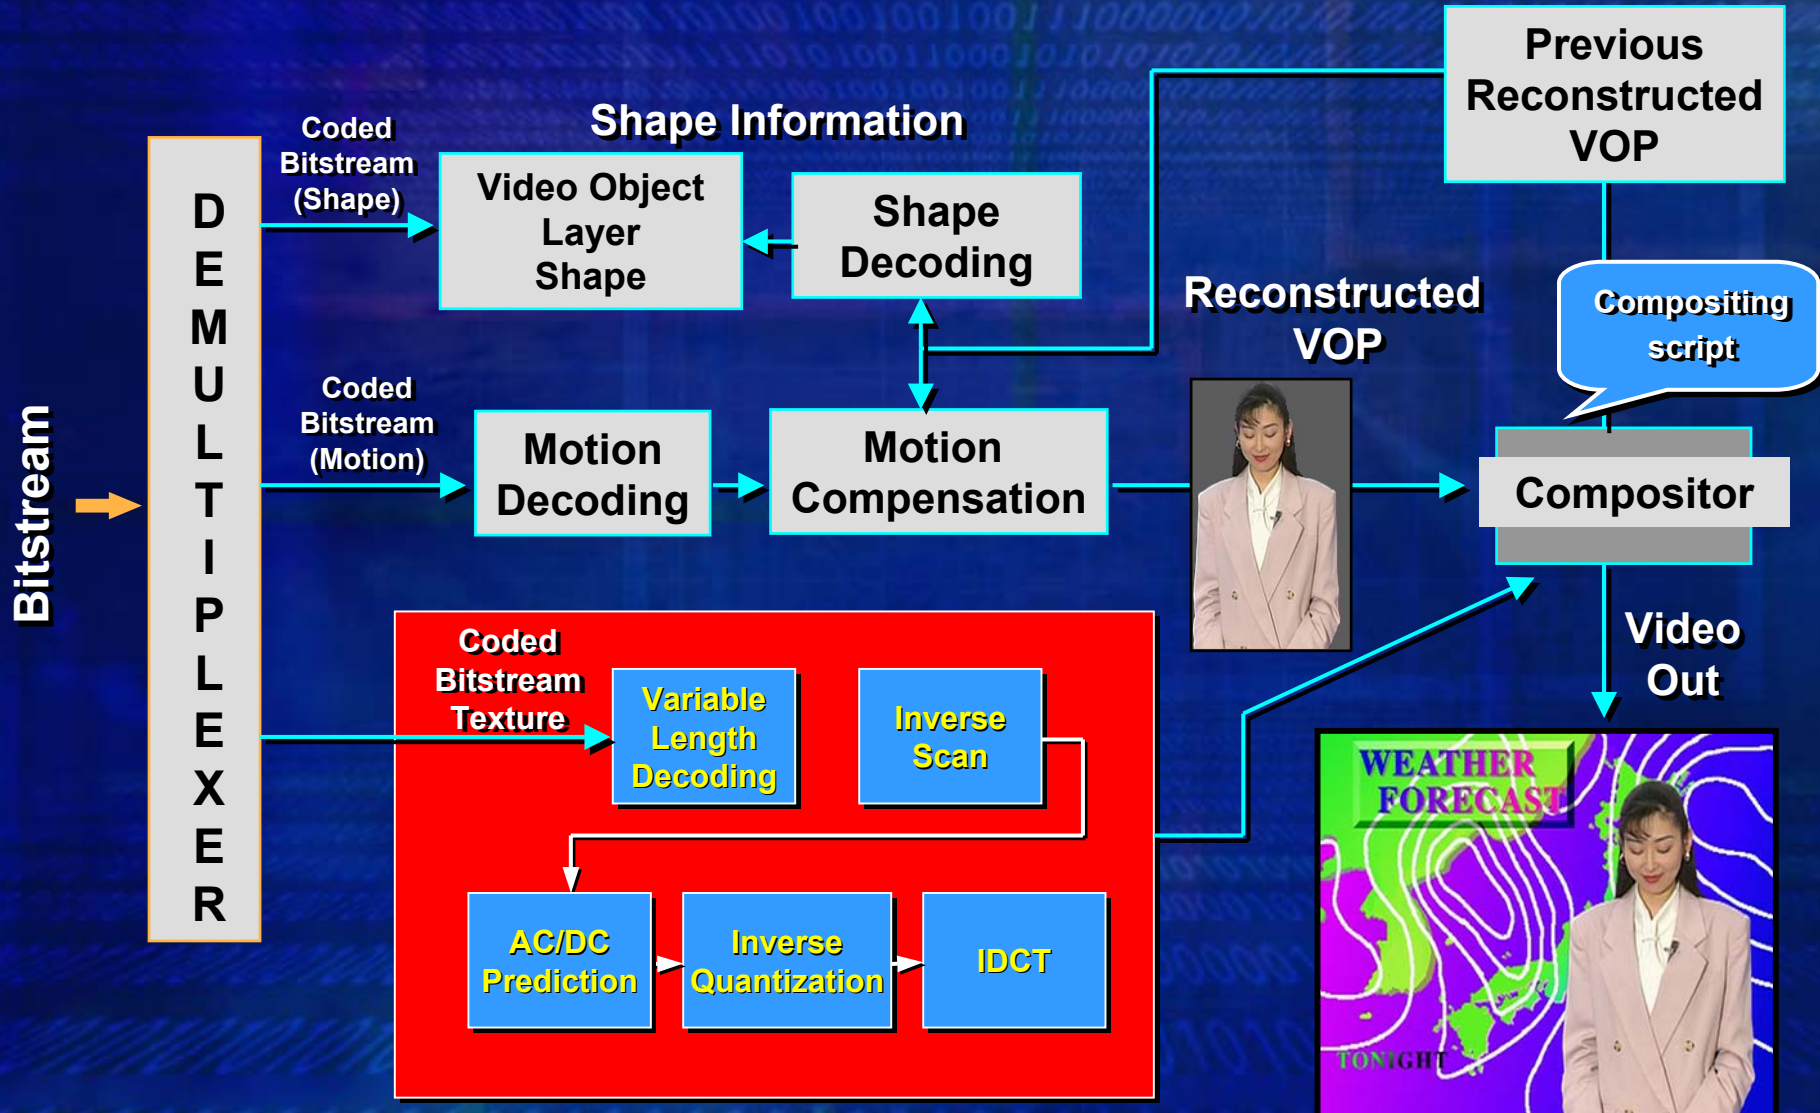 Previous
Reconstructed
VOP
Shape Information
Coded
Bitstream
(Shape)
Video Object
Layer
Shape
Shape
Decoding
Reconstructed
VOP
Compositing
script
Bitstream
D
E
M
U
L
T
I
P
L
E
X
E
R
Coded
Bitstream
(Motion)
Motion
Decoding
Motion
Compensation
Compositor
Video
Out
Coded
Bitstream
Texture
Variable
Length
Decoding
Inverse
Scan
AC/DC
Prediction
Inverse
Quantization
IDCT
WEATHER
FORECAST
TONIGHT